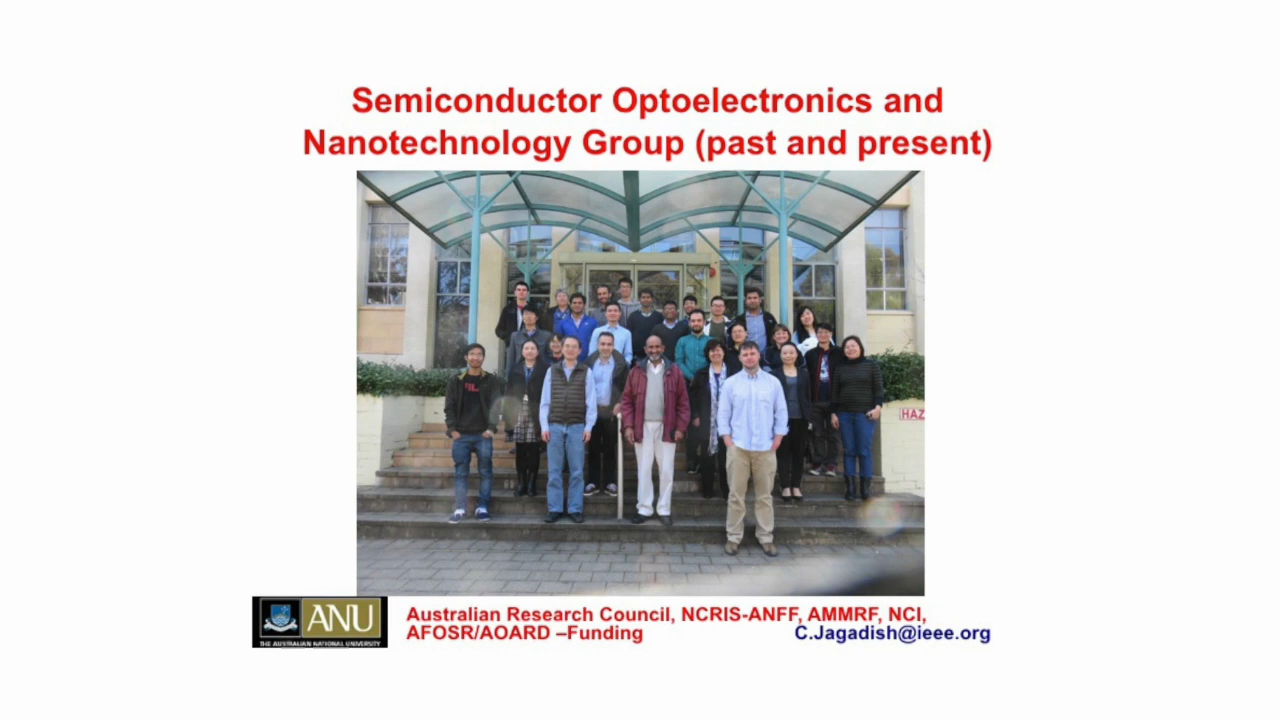 Semiconductor Optoelectronics and
Nanotechnology Group (past and present)
HAZ
ANU
THE AUSTRALIAN NATIONAL UNIVERSITY
Australian Research Council, NCRIS-ANFF, AMMRF, NCI,
AFOSR/AOARD –Funding
C.Jagadish@ieee.org